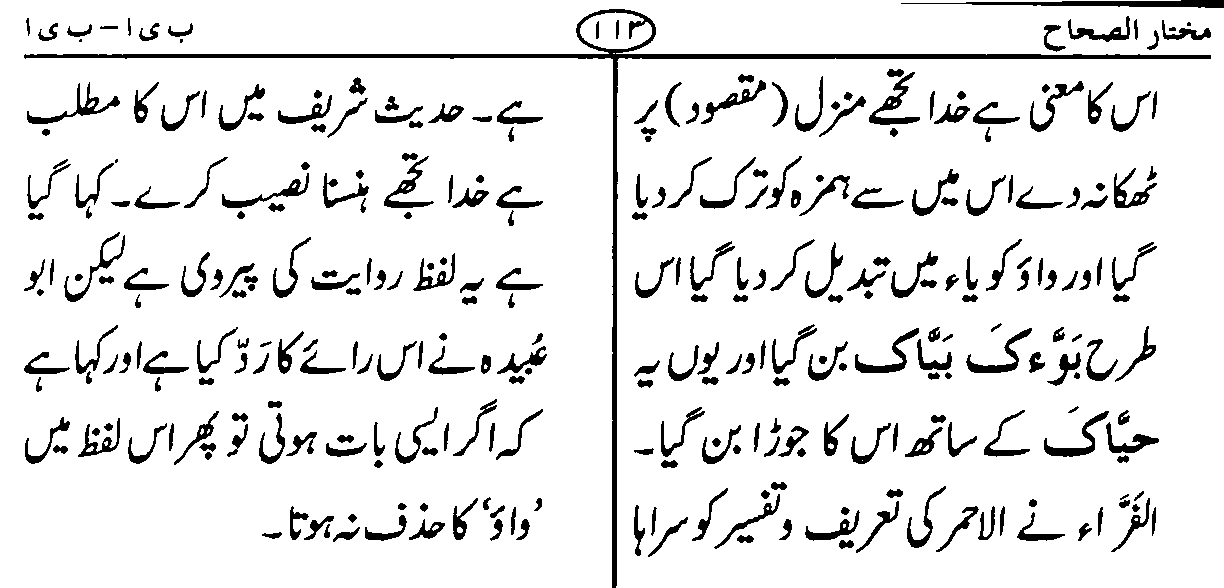 مختار الصحاح
۱۱۳
ب ی ا – ب ی ا
اس کا معنی ہے خدا تجھے منزل (مقصود) پر
ٹھکانہ دے اس میں سے ہمزہ کو ترک کر دیا
گیا اور واؤ کو یاء میں تبدیل کر دیا گیا اس
طرح بَوَّءکَ بَیَّاک بن گیا اور یوں یہ
حیَّاکَ کے ساتھ اس کا جوڑا بن گیا۔
الفَرَّاء نے الاحمر کی تعریف و تفسیر کو سراہا
ہے۔ حدیث شریف میں اس کا مطلب
ہے خدا تجھے ہنسنا نصیب کرے۔ کہا گیا
ہے یہ لفظ روایت کی پیروی ہے لیکن ابو
عُبیدہ نے اس رائے کا رَدّ کیا ہے اور کہا ہے
کہ اگر ایسی بات ہوتی تو پھر اس لفظ میں
’واؤ‘ کا حذف نہ ہوتا۔